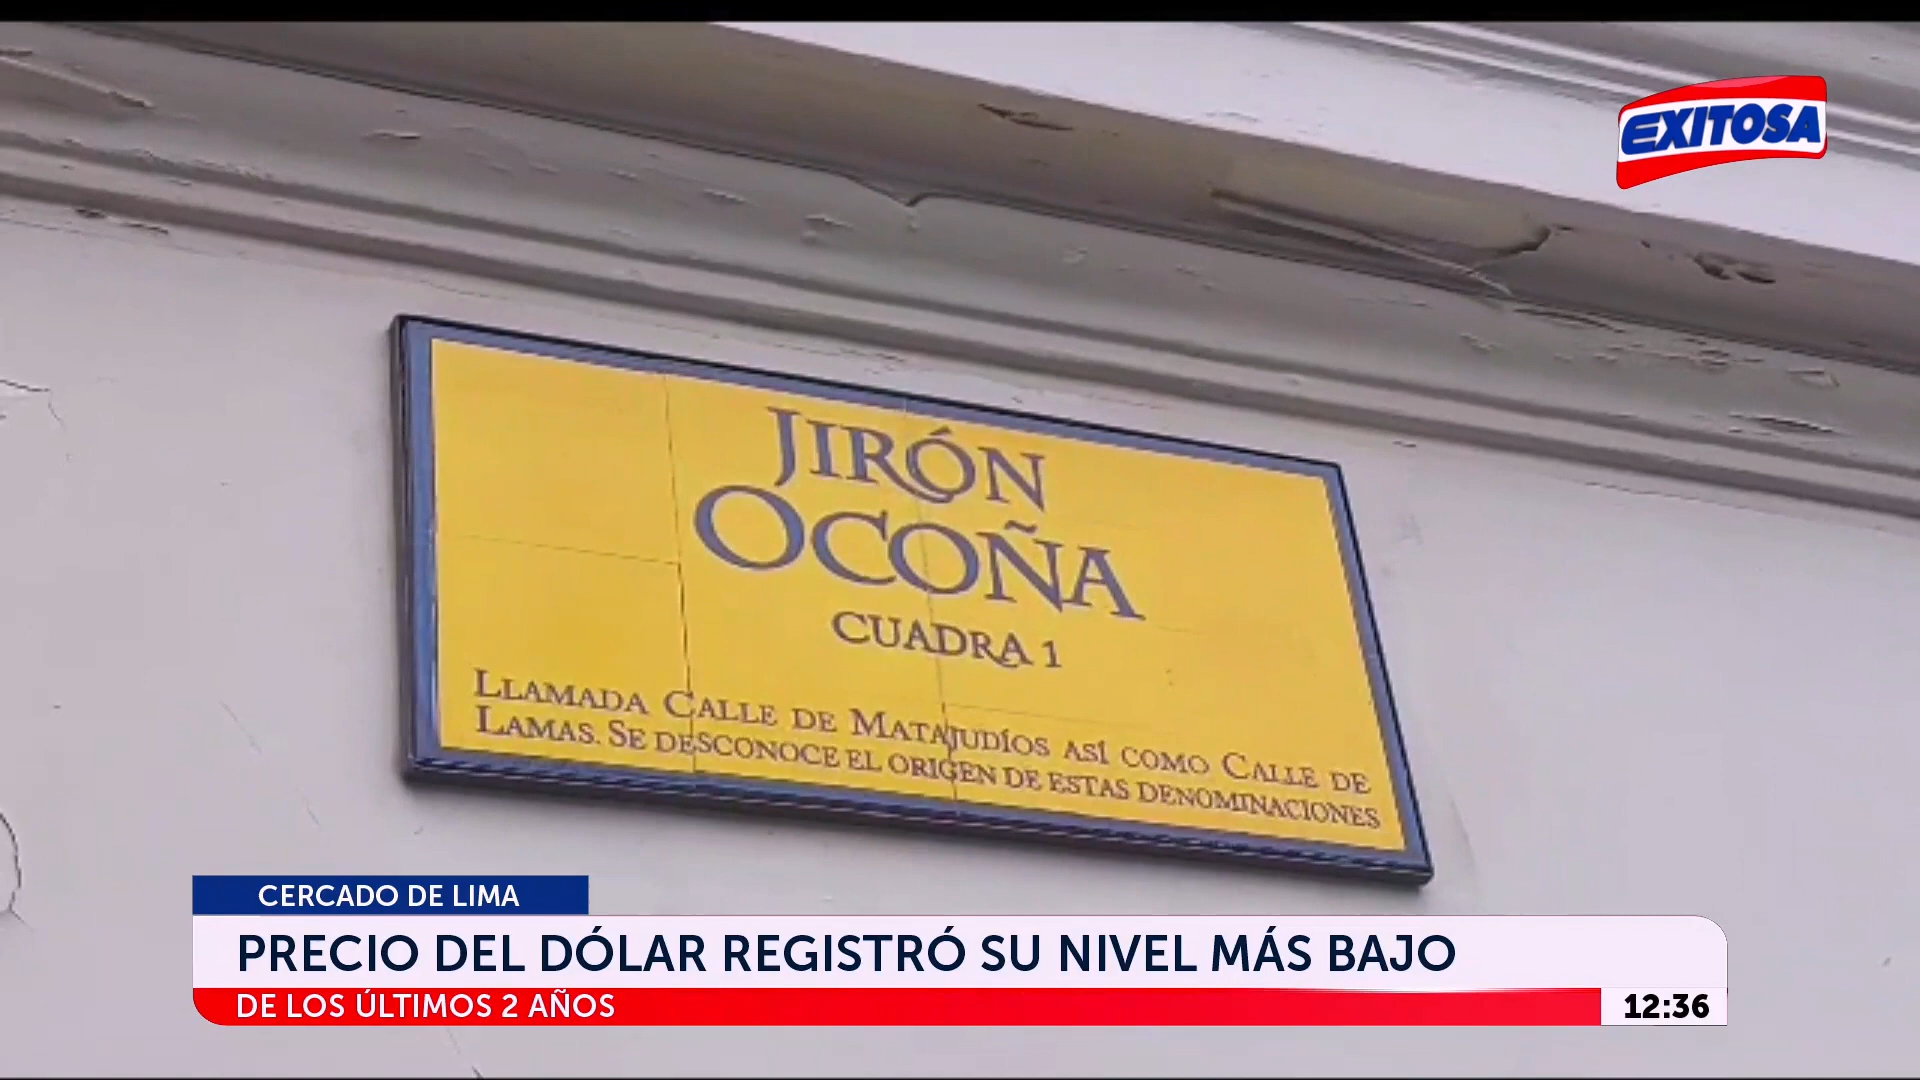 EXITOSA
JIRÓN
OCOÑA
CUADRA 1
LLAMADA CALLE DE MATAJUDÍOS ASÍ COMO CALLE DE
LAMAS. SE DESCONOCE EL ORIGEN DE ESTAS DENOMINACIONES
CERCADO DE LIMA
PRECIO DEL DÓLAR REGISTRÓ SU NIVEL MÁS BAJO
DE LOS ÚLTIMOS 2 AÑOS
12:36